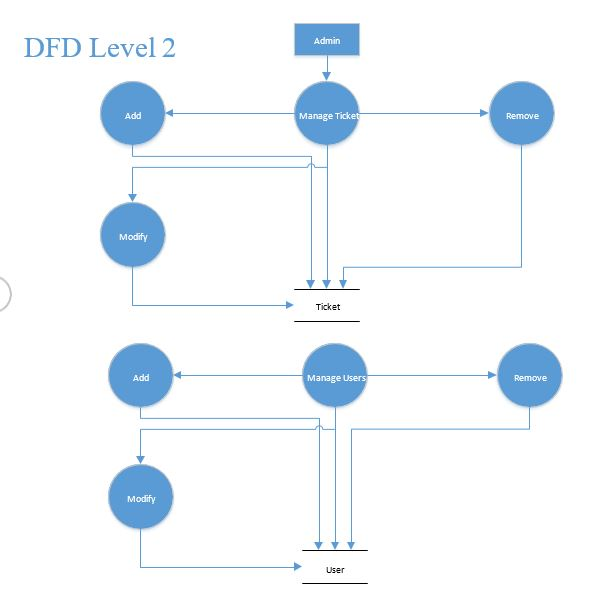 DFD Level 2
Admin
Add
Manage Ticket
Remove
Modify
Ticket
Add
Manage Users
Remove
Modify
User